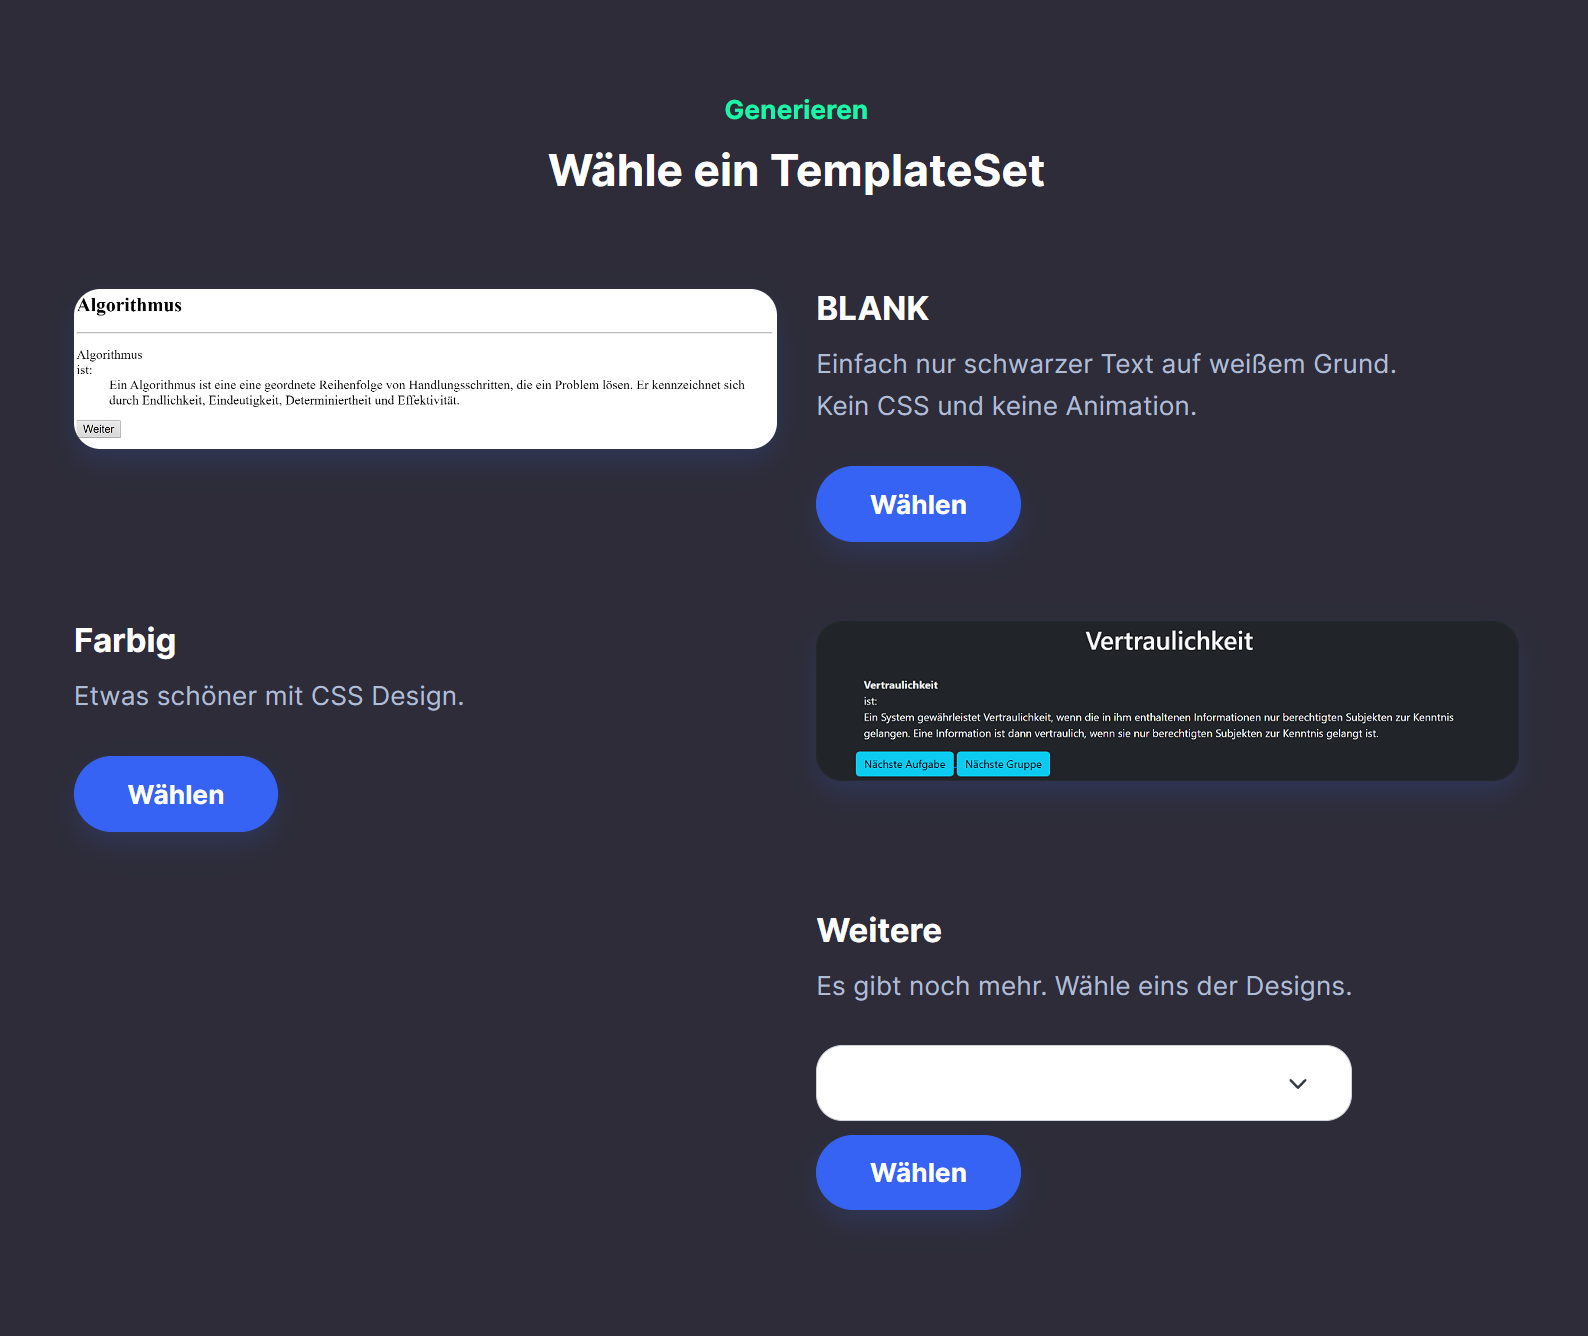 Generieren
Wähle ein TemplateSet
Algorithmus
Algorithmus
ist:
Ein Algorithmus ist eine eine geordnete Reihenfolge von Handlungsschritten, die ein Problem lösen. Er kennzeichnet sich
durch Endlichkeit, Eindeutigkeit, Determiniertheit und Effektivität.
Weiter
BLANK
Einfach nur schwarzer Text auf weißem Grund.
Kein CSS und keine Animation.
Wählen
Farbig
Etwas schöner mit CSS Design.
Wählen
Vertraulichkeit
Vertraulichkeit
ist:
Ein System gewährleistet Vertraulichkeit, wenn die in ihm enthaltenen Informationen nur berechtigten Subjekten zur Kenntnis
gelangen. Eine Information ist dann vertraulich, wenn sie nur berechtigten Subjekten zur Kenntnis gelangt ist.
Nächste Aufgabe Nächste Gruppe
Weitere
Es gibt noch mehr. Wähle eins der Designs.
Wählen